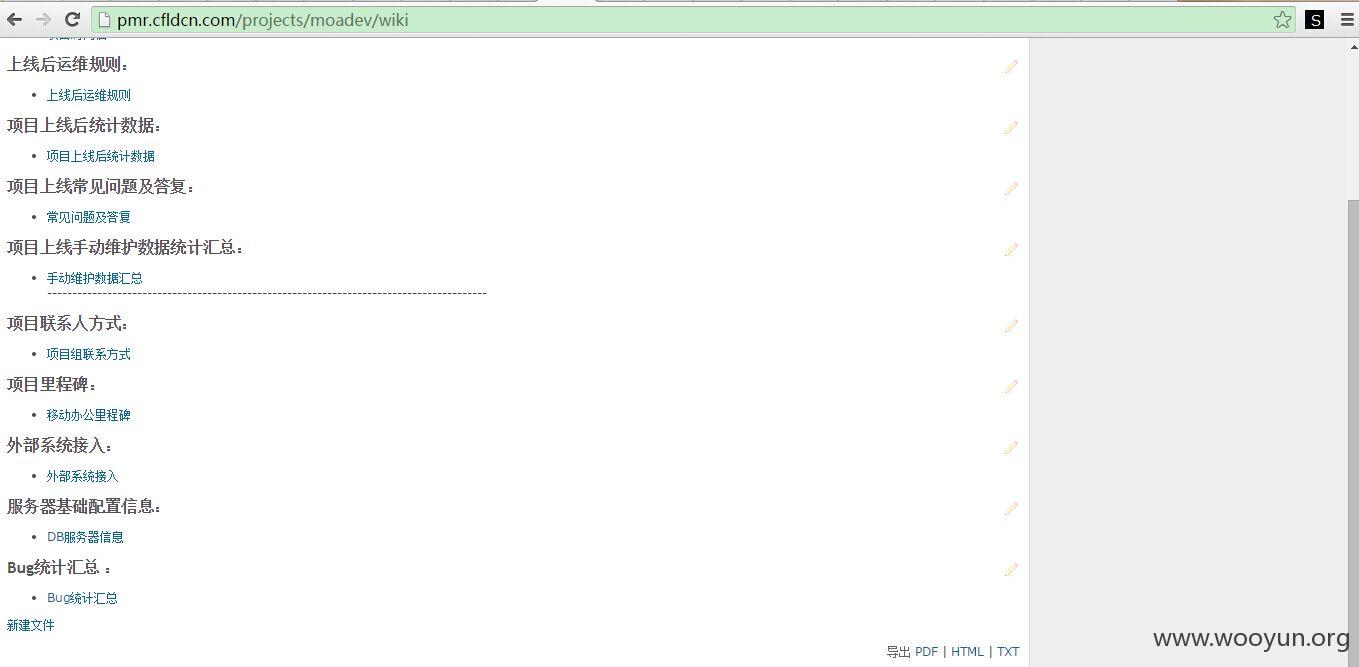 pmr.cfldcn.com/projects/moadev/wiki
上线后运维规则：
上线后运维规则
项目上线后统计数据：
项目上线后统计数据
项目上线常见问题及答复：
常见问题及答复
项目上线手动维护数据统计汇总：
手动维护数据汇总
项目联系人方式：
项目组联系方式
项目里程碑：
移动办公里程碑
外部系统接入：
外部系统接入
服务器基础配置信息：
DB服务器信息
Bug统计汇总 ：
Bug统计汇总
新建文件
导出 PDF | HTML | TXT
www.wooyun.org